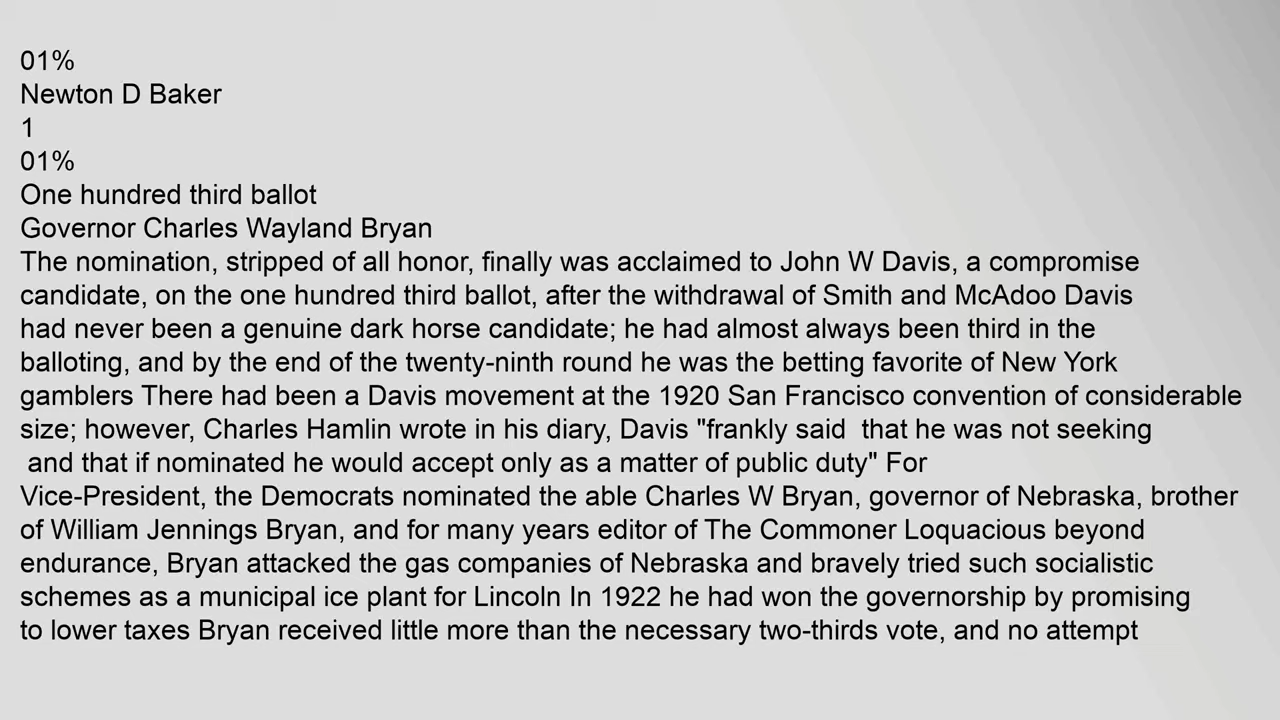 01%
Newton D Baker
1
01%
One hundred third ballot
Governor Charles Wayland Bryan
The nomination, stripped of all honor, finally was acclaimed to John W Davis, a compromise
candidate, on the one hundred third ballot, after the withdrawal of Smith and McAdoo Davis
had never been a genuine dark horse candidate; he had almost always been third in the
balloting, and by the end of the twenty-ninth round he was the betting favorite of New York
gamblers There had been a Davis movement at the 1920 San Francisco convention of considerable
size; however, Charles Hamlin wrote in his diary, Davis "frankly said  that he was not seeking
 and that if nominated he would accept only as a matter of public duty" For
Vice-President, the Democrats nominated the able Charles W Bryan, governor of Nebraska, brother
of William Jennings Bryan, and for many years editor of The Commoner Loquacious beyond
endurance, Bryan attacked the gas companies of Nebraska and bravely tried such socialistic
schemes as a municipal ice plant for Lincoln In 1922 he had won the governorship by promising
to lower taxes Bryan received little more than the necessary two-thirds vote, and no attempt